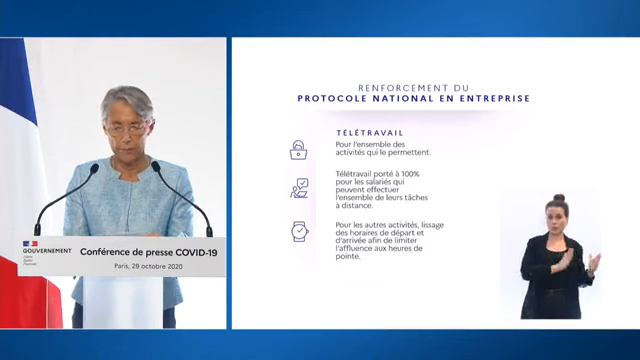 RENFORCEMENT DU
PROTOCOLE NATIONAL EN ENTREPRISE
TÉLÉTRAVAIL
Pour l'ensemble des
activités qui le permettent.
Télétravail porté à 100%
pour les salariés qui
peuvent effectuer
l'ensemble de leurs tâches
à distance.
Pour les autres activités, lissage
des horaires de départ et
d'arrivée afin de limiter
l'affluence aux heures de
pointe.
GOUVERNEMENT
Conférence de presse COVID-19
Paris, 29 octobre 2020